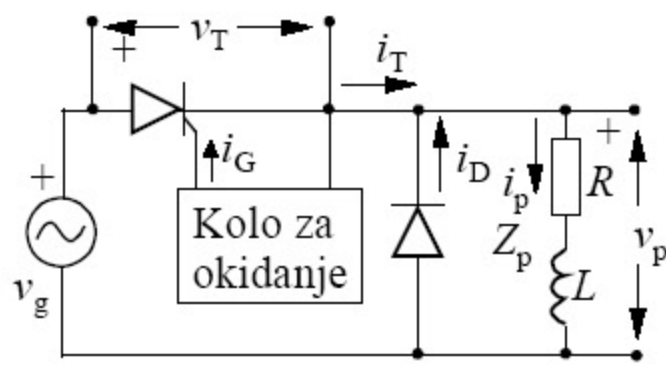 + v_T
i_T
i_G
i_D
i_p
R
+
v_p
+
v_g
Kolo za
okidanje
Z_p
L